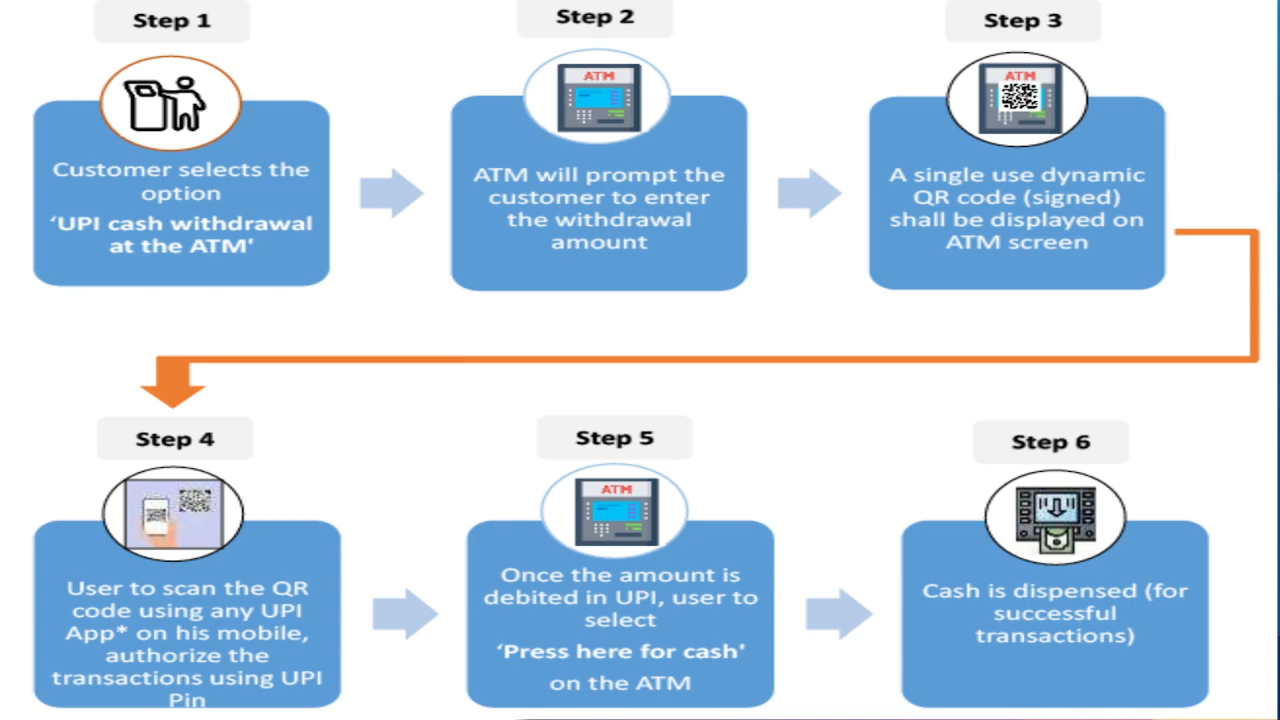 Step 1
Customer selects the
option
‘UPI cash withdrawal
at the ATM'
Step 2
ATM
ATM will prompt the
customer to enter
the withdrawal
amount
Step 3
ATM
A single use dynamic
QR code (signed)
shall be displayed on
ATM screen
Step 4
User to scan the QR
code using any UPI
App* on his mobile,
authorize the
transactions using UPI
Pin
Step 5
ATM
Once the amount is
debited in UPI, user to
select
‘Press here for cash'
on the ATM
Step 6
Cash is dispensed (for
successful
transactions)